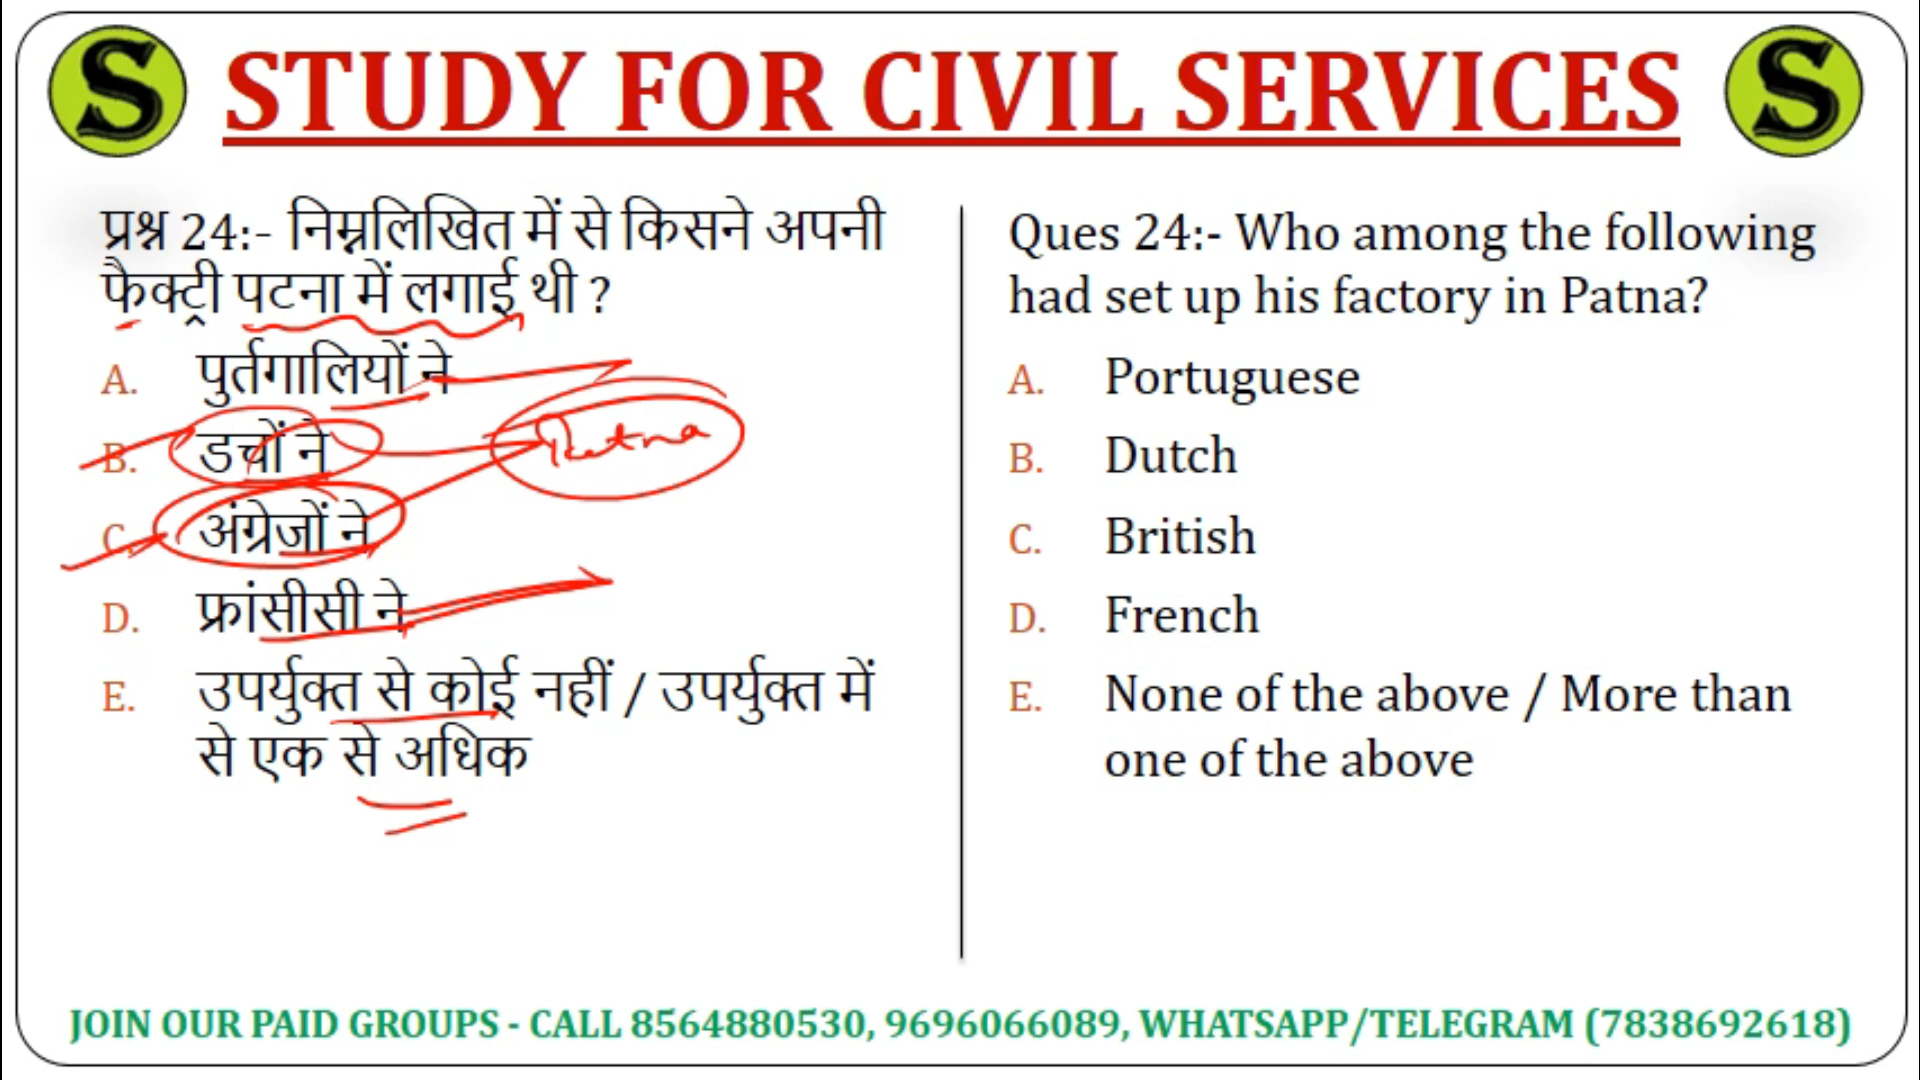 S STUDY FOR CIVIL SERVICES S
प्रश्न 24:- निम्नलिखित में से किसने अपनी
फैक्ट्री पटना में लगाई थी ?
A. पुर्तगालियों ने
B. डचों ने
Patna
C. अंग्रेजों ने
D. फ्रांसीसी ने
E. उपर्युक्त से कोई नहीं / उपर्युक्त में
से एक से अधिक
Ques 24:- Who among the following
had set up his factory in Patna?
A. Portuguese
B. Dutch
C. British
D. French
E. None of the above / More than
one of the above
JOIN OUR PAID GROUPS - CALL 8564880530, 9696066089, WHATSAPP/TELEGRAM (7838692618)